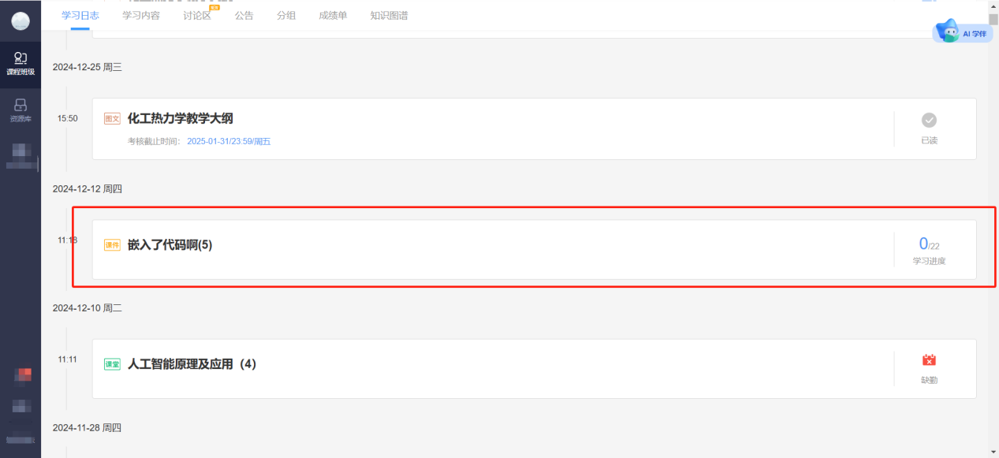 学习日志 学习内容 讨论区 公告 分组 成绩单 知识图谱
AI 学伴
课程班级
资源库
2024-12-25 周三
15:50
图文 化工热力学教学大纲
考核截止时间: 2025-01-31/23:59/周五
已读
2024-12-12 周四
11:18
课件 嵌入了代码啊(5)
0/22
学习进度
2024-12-10 周二
11:11
课堂 人工智能原理及应用（4）
缺勤
2024-11-28 周四